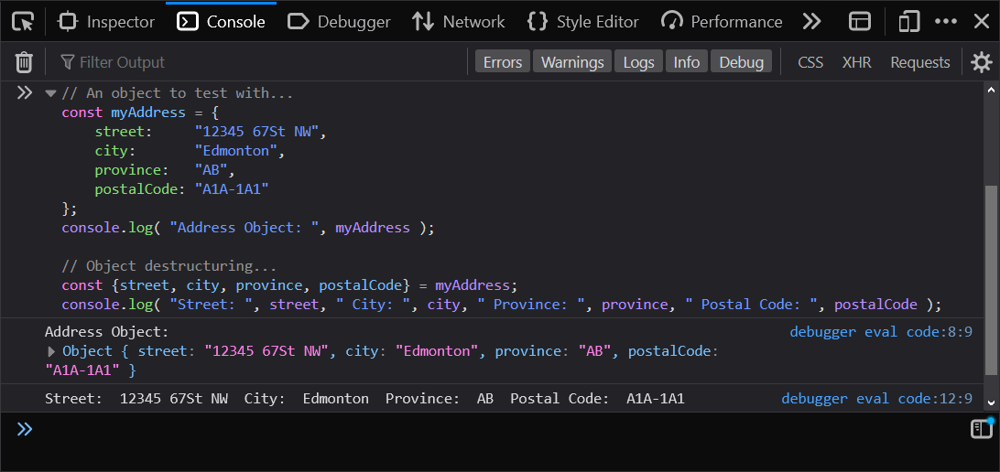 Inspector Console Debugger Network {} Style Editor Performance
Filter Output Errors Warnings Logs Info Debug CSS XHR Requests
// An object to test with...
const myAddress = {
    street:     "12345 67St NW",
    city:       "Edmonton",
    province:   "AB",
    postalCode: "A1A-1A1"
};
console.log( "Address Object: ", myAddress );
// Object destructuring...
const {street, city, province, postalCode} = myAddress;
console.log( "Street: ", street, " City: ", city, " Province: ", province, " Postal Code: ", postalCode );
Address Object: debugger eval code:8:9
Object { street: "12345 67St NW", city: "Edmonton", province: "AB", postalCode:
"A1A-1A1" }
Street:  12345 67St NW  City:  Edmonton  Province:  AB  Postal Code:  A1A-1A1 debugger eval code:12:9